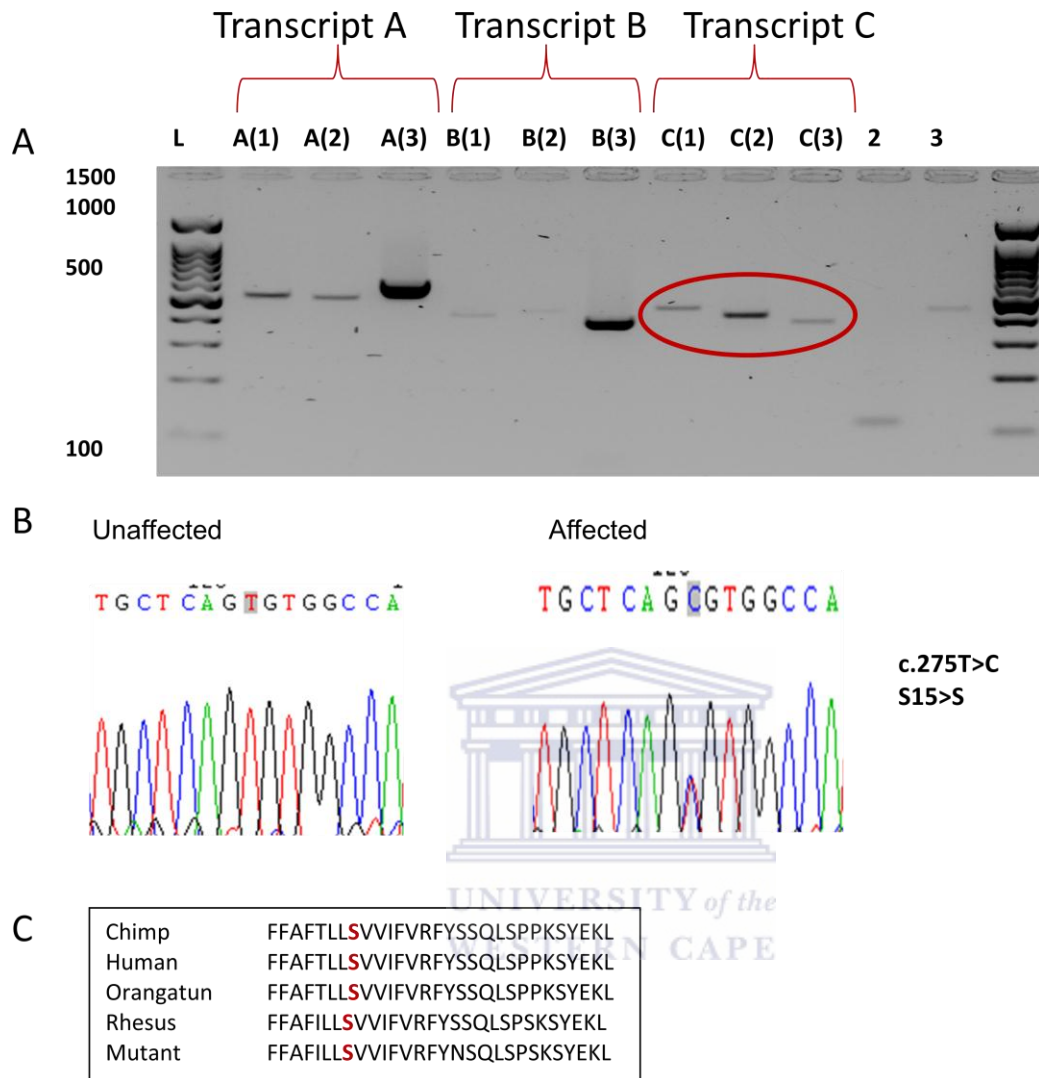 Transcript A Transcript B Transcript C
A L A(1) A(2) A(3) B(1) B(2) B(3) C(1) C(2) C(3) 2 3
1500
1000
500
100
B
Unaffected Affected
TGCTCAGTGTGGCCA TGCTCAGCGTGGCCA
c.275T>C
S15>S
UNIVERSITY of the
WESTERN CAPE
C
Chimp FFAFTLLSVVIFVRFYSSQLSPPKSYEKL
Human FFAFTLLSVVIFVRFYSSQLSPPKSYEKL
Orangatun FFAFTLLSVVIFVRFYSSQLSPPKSYEKL
Rhesus FFAFILLSVVIFVRFYSSQLSPSKSYEKL
Mutant FFAFILLSVVIFVRFYNSQLSPSKSYEKL